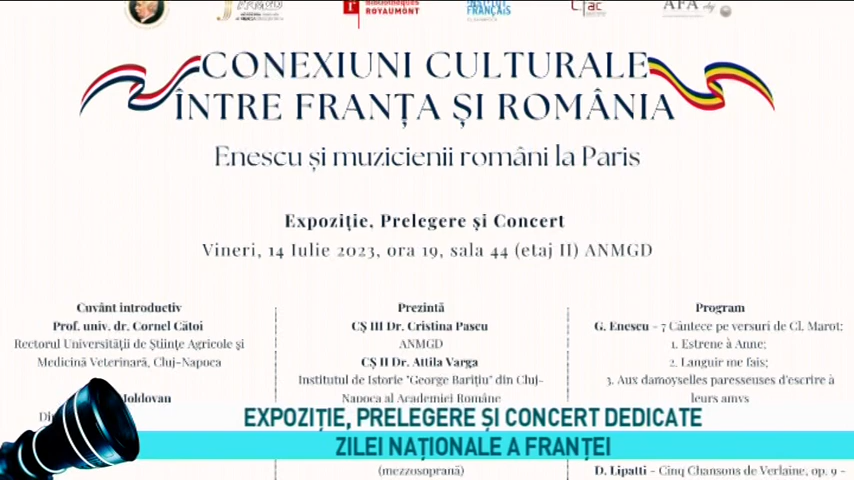 ROYAUMONT
FRANÇAIS
CONEXIUNI CULTURALE
ÎNTRE FRANȚA ȘI ROMÂNIA
Enescu și muzicienii români la Paris
Expoziție, Prelegere și Concert
Vineri, 14 Iulie 2023, ora 19, sala 44 (etaj II) ANMGD
Cuvânt introductiv
Prof. univ. dr. Cornel Cătoi
Rectorul Universității de Științe Agricole și
Medicină Veterinară, Cluj-Napoca
Prezintă
CȘ III Dr. Cristina Pascu
ANMGD
CȘ II Dr. Attila Varga
Institutul de Istorie "George Barițiu" din Cluj-
Napoca al Academiei Române
(mezzosoprană)
Program
G. Enescu - 7 Cântece pe versuri de Cl. Marot:
1. Estrene à Anne;
2. Languir me fais;
3. Aux damoyselles paresseuses d'escrire à
leurs amys
D. Lipatti - Cinq Chansons de Verlaine, op. 9 -
EXPOZIȚIE, PRELEGERE ȘI CONCERT DEDICATE
ZILEI NAȚIONALE A FRANȚEI